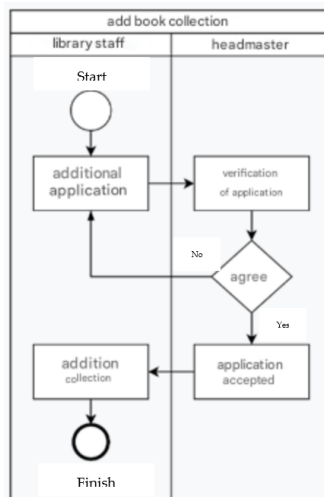 add book collection
library staff
headmaster
Start
additional
application
verification
of application
No
agree
Yes
addition
collection
application
accepted
Finish